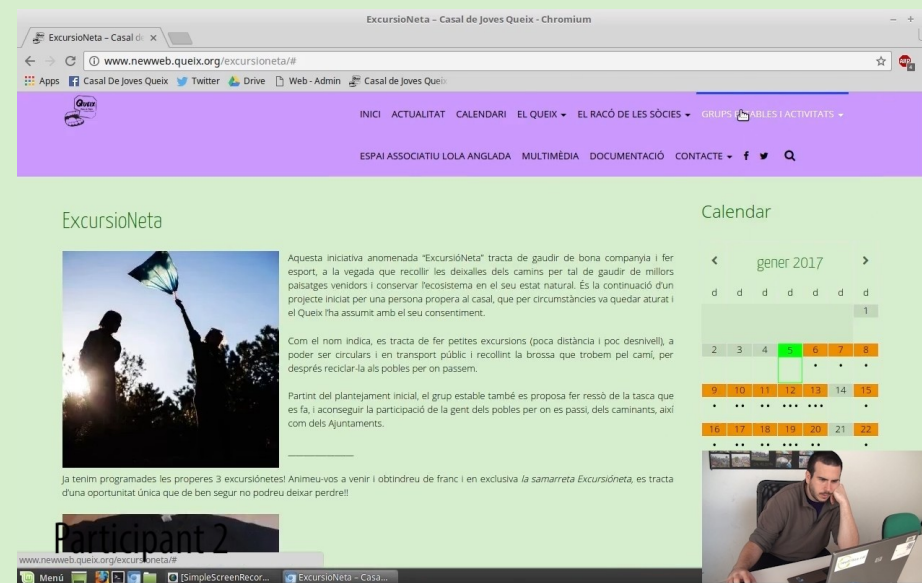 ExcursioNeta – Casal de Joves Queix - Chromium
ExcursioNeta – Casal de
www.newweb.queix.org/excursioneta/#
Apps Casal De Joves Queix Twitter Drive Web - Admin Casal de Joves Queix
QUEIX
INICI ACTUALITAT CALENDARI EL QUEIX EL RACÓ DE LES SÒCIES GRUPS ESTABLES I ACTIVITATS
ESPAI ASSOCIATIU LOLA ANGLADA MULTIMÈDIA DOCUMENTACIÓ CONTACTE
ExcursioNeta
Aquesta iniciativa anomenada "ExcursióNeta" tracta de gaudir de bona companyia i fer
esport, a la vegada que recollir les deixalles dels camins per tal de gaudir de millors
paisatges venidors i conservar l'ecosistema en el seu estat natural. És la continuació d'un
projecte iniciat per una persona propera al casal, que per circumstàncies va quedar aturat i
el Queix l'ha assumit amb el seu consentiment.
Com el nom indica, es tracta de fer petites excursions (poca distància i poc desnivell), a
poder ser circulars i en transport públic i recollint la brossa que trobem pel camí, per
després reciclar-la als pobles per on passem.
Partint del plantejament inicial, el grup estable també es proposa fer ressò de la tasca que
es fa, i aconseguir la participació de la gent dels pobles per on es passi, dels caminants, així
com dels Ajuntaments.
Ja tenim programades les properes 3 excursiónetes! Animeu-vos a venir i obtindreu de franc i en exclusiva la samarreta Excursióneta, es tracta
d'una oportunitat única que de ben segur no podreu deixar perdre!!
Calendar
gener 2017
d d d d d d d
1
2 3 4 5 6 7 8
9 10 11 12 13 14 15
16 17 18 19 20 21 22
Participant 2
www.newweb.queix.org/excursioneta/#
Menú [SimpleScreenRecor... ExcursioNeta – Casa...